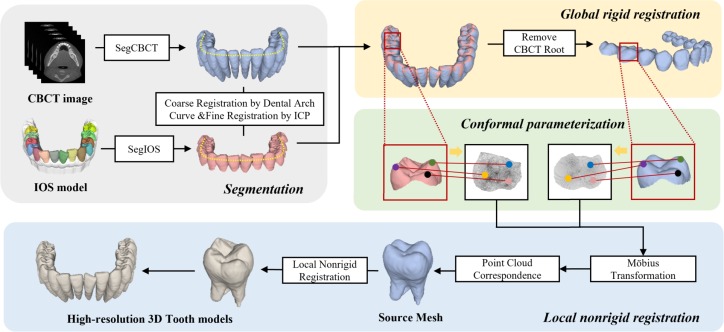 SegCBCT
CBCT image
Coarse Registration by Dental Arch
Curve &Fine Registration by ICP
SegIOS
IOS model
Segmentation
Global rigid registration
Remove
CBCT Root
Conformal parameterization
Möbius
Transformation
Point Cloud
Correspondence
Source Mesh
Local Nonrigid
Registration
High-resolution 3D Tooth models
Local nonrigid registration